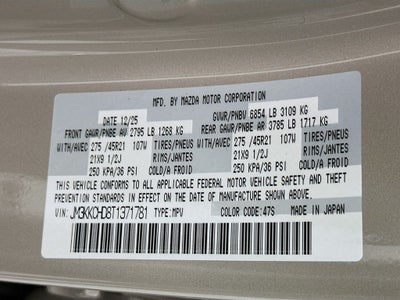 MFD. BY MAZDA MOTOR CORPORATION
DATE 12/25 GVWR/PNBV 6854 LB 3109 KG
FRONT GAWR/PNBE AV 2795 LB 1268 KG REAR GAWR/PNBE AR 3785 LB 1717 KG
WITH/AVEC 275 /45R21 107W TIRES/PNEU WITH/AVEC 275 /45R21 107W TIRES/PNEU
21X9 1/2J RIMS/JANTES 21X9 1/2J RIMS/JANTES
250 KPA/36 PSI COLD/A FROID 250 KPA/36 PSI COLD/A FROID
THIS VEHICLE CONFORMS TO ALL APPLICABLE FEDERAL MOTOR VEHICLE SAFETY AND THEFT
PREVENTION STANDARDS IN EFFECT ON THE DATE OF MANUFACTURE SHOWN ABOVE.
VIN: JM3KKCHD8T1371781 TYPE:MPV COLOR CODE:47S MADE IN JAPAN